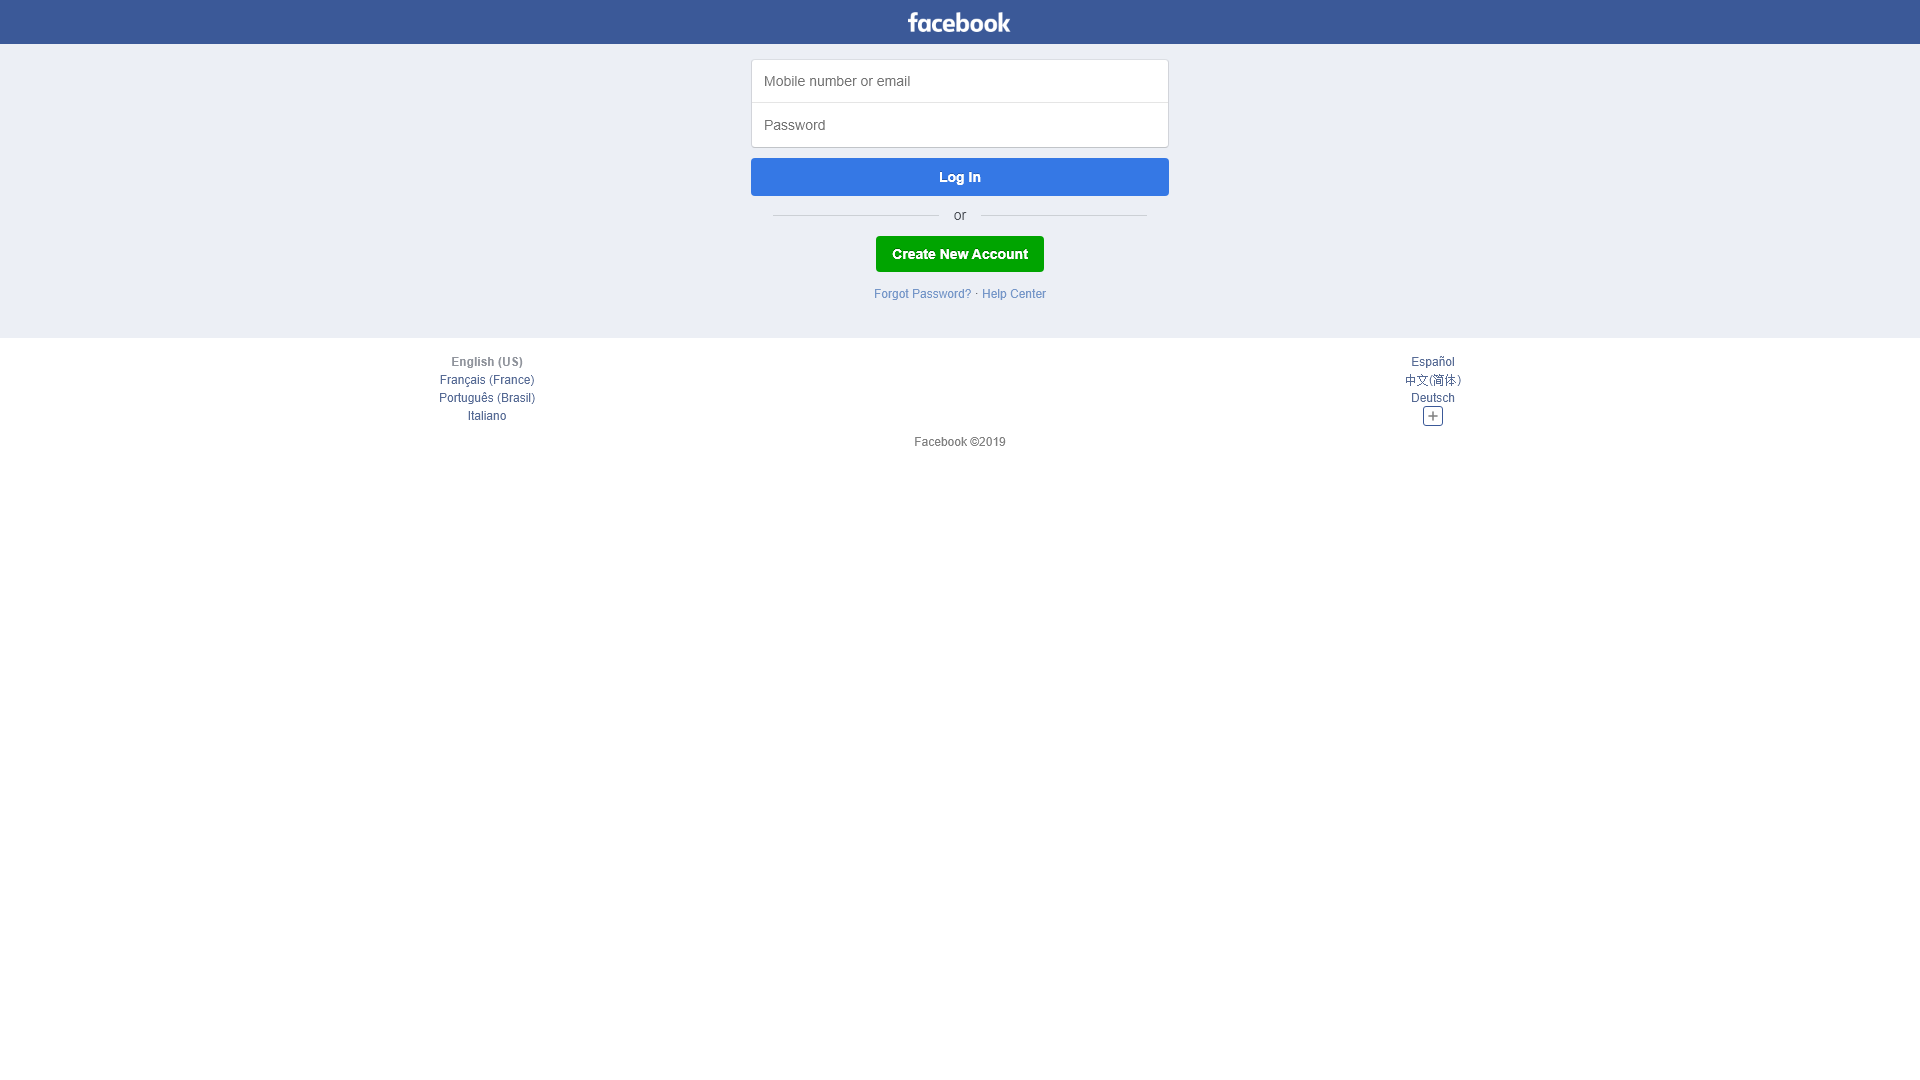 facebook
Mobile number or email
Password
Log In
or
Create New Account
Forgot Password? · Help Center
English (US)
Français (France)
Português (Brasil)
Italiano
Español
中文(简体)
Deutsch
Facebook ©2019